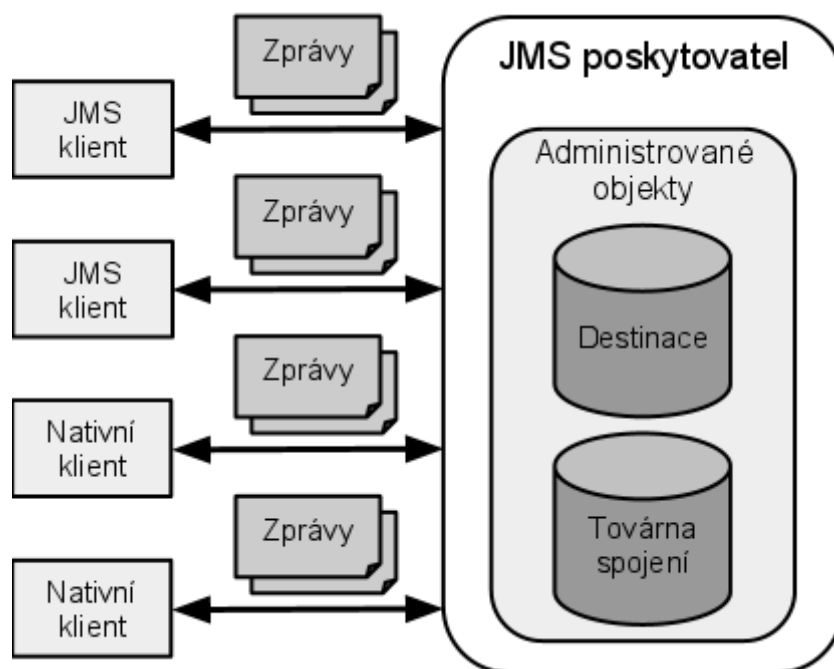 Zprávy
JMS
klient
Zprávy
JMS
klient
Zprávy
Nativní
klient
Zprávy
Nativní
klient
JMS poskytovatel
Administrované
objekty
Destinace
Továrna
spojení